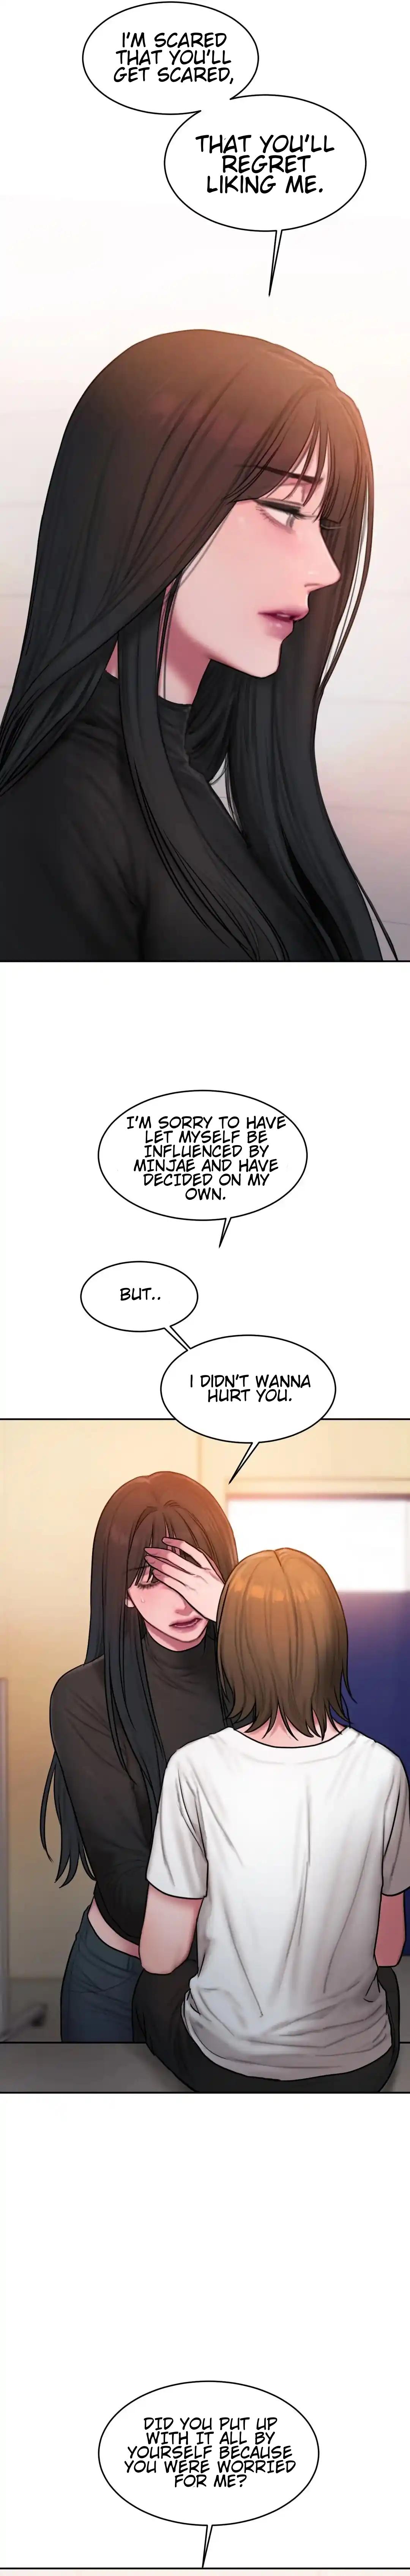 I'M SCARED
THAT YOU'LL
GET SCARED,
THAT YOU'LL
REGRET
LIKING ME.
I'M SORRY TO HAVE
LET MYSELF BE
INFLUENCED BY
MINJAE AND HAVE
DECIDED ON MY
OWN.
BUT..
I DIDN'T WANNA
HURT YOU.
DID YOU PUT UP
WITH IT ALL BY
YOURSELF BECAUSE
YOU WERE WORRIED
FOR ME?